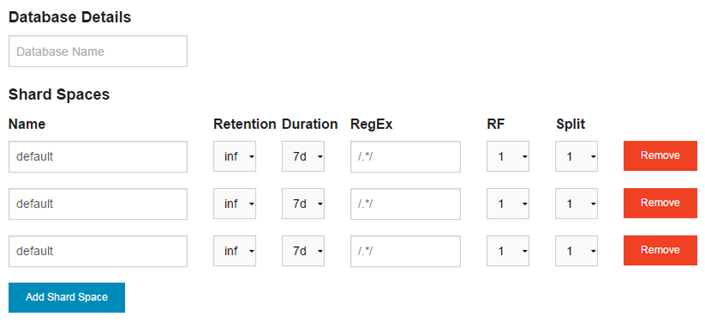 Database Details
Database Name
Shard Spaces
Name Retention Duration RegEx RF Split
default inf 7d /.*/ 1 1 Remove
default inf 7d /.*/ 1 1 Remove
default inf 7d /.*/ 1 1 Remove
Add Shard Space